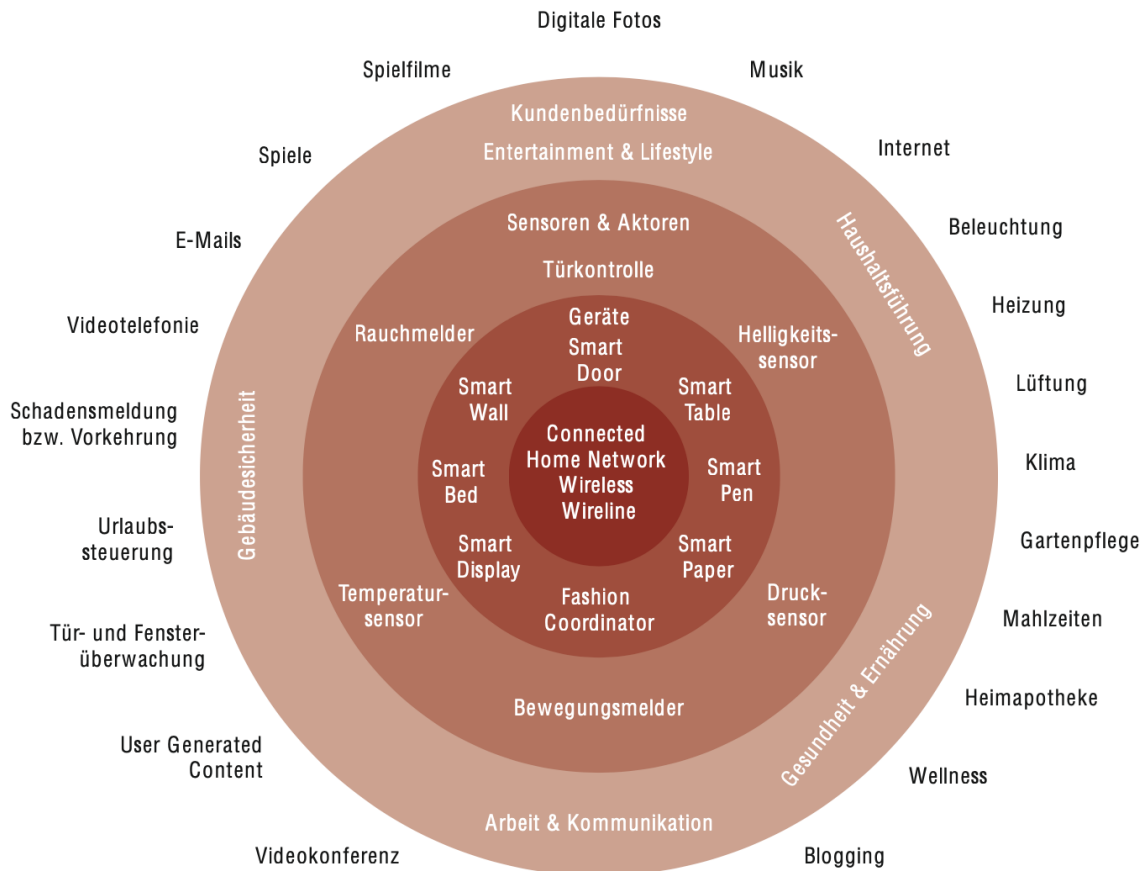 Digitale Fotos
Spielfilme
Musik
Spiele
Internet
E-Mails
Beleuchtung
Videotelefonie
Heizung
Schadensmeldung
bzw. Vorkehrung
Lüftung
Klima
Urlaubs-
steuerung
Gartenpflege
Tür- und Fenster-
überwachung
Mahlzeiten
Heimapotheke
User Generated
Content
Wellness
Videokonferenz
Blogging
Kundenbedürfnisse
Entertainment & Lifestyle
Haushaltsführung
Gesundheit & Ernährung
Arbeit & Kommunikation
Gebäudesicherheit
Sensoren & Aktoren
Türkontrolle
Rauchmelder
Helligkeits-
sensor
Temperatur-
sensor
Druck-
sensor
Bewegungsmelder
Geräte
Smart
Door
Smart
Wall
Smart
Table
Smart
Bed
Smart
Pen
Smart
Display
Smart
Paper
Fashion
Coordinator
Connected
Home Network
Wireless
Wireline